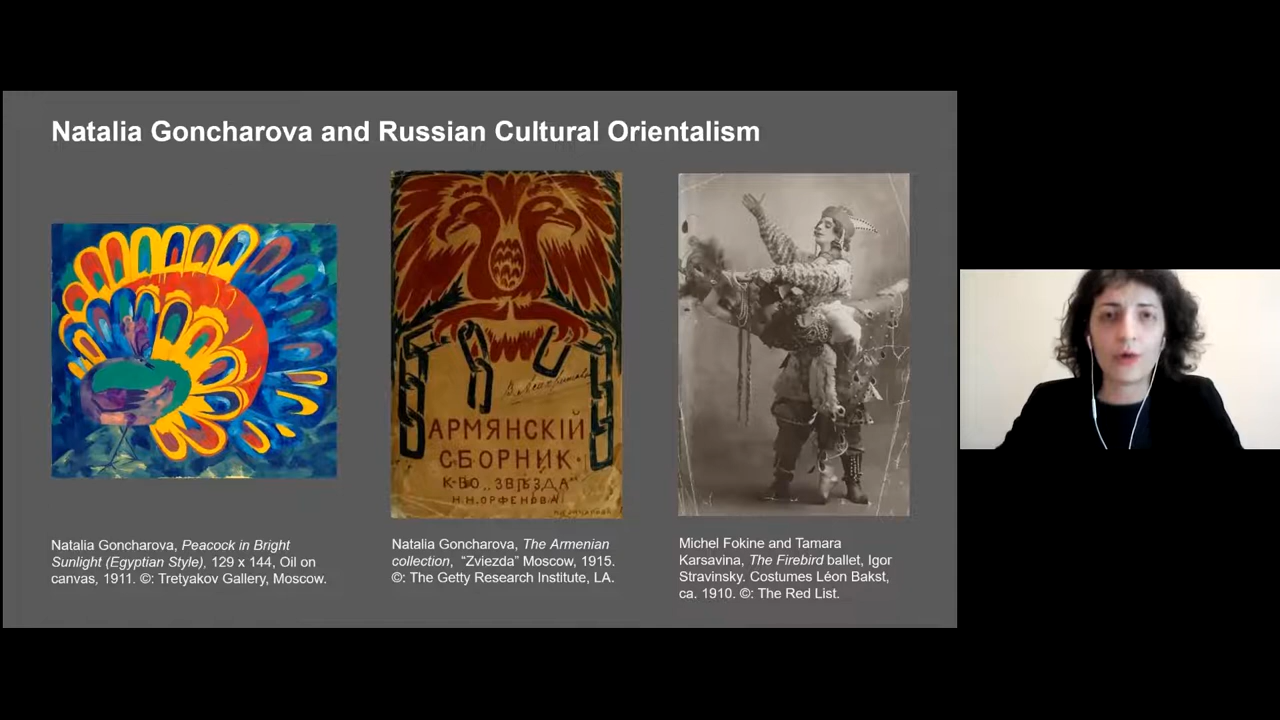 Natalia Goncharova and Russian Cultural Orientalism
АРМЯНСКІЙ
СБОРНИК
К-ВО „ЗВѢЗДА"
Н.Н.ОРФЕНОВА
Natalia Goncharova, Peacock in Bright
Sunlight (Egyptian Style), 129 x 144, Oil on
canvas, 1911. ©: Tretyakov Gallery, Moscow.
Natalia Goncharova, The Armenian
collection, “Zviezda” Moscow, 1915.
©: The Getty Research Institute, LA.
Michel Fokine and Tamara
Karsavina, The Firebird ballet, Igor
Stravinsky. Costumes Léon Bakst,
ca. 1910. ©: The Red List.